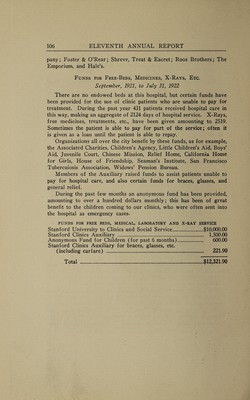 106 ELEVENTH ANNUAL REPORT
pany; Foster & O'Rear; Shreve, Treat & Eacret; Roos Brothers; The
Emporium, and Hale's.
FUNDS FOR FREE-BEDS, MEDICINES, X-RAYS, ETC.
September, 1921, to July 31, 1922
There are no endowed beds at this hospital, but certain funds have
been provided for the use of clinic patients who are unable to pay for
treatment. During the past year 431 patients received hospital care in
this way, making an aggregate of 2124 days of hospital service. X-Rays,
free medicines, treatments, etc., have been given amounting to 2319.
Sometimes the patient is able to pay for part of the service; often it
is given as a loan until the patient is able to repay.
Organizations all over the city benefit by these funds, as for example,
the Associated Charities, Children's Agency, Little Children's Aid, Boys'
Aid, Juvenile Court, Chinese Mission, Relief Home, California Home
for Girls, House of Friendship, Seaman's Institute, San Francisco
Tuberculosis Association, Widows' Pension Bureau.
Members of the Auxiliary raised funds to assist patients unable to
pay for hospital care, and also certain funds for braces, glasses, and
general relief.
During the past few months an anonymous fund has been provided,
amounting to over a hundred dollars monthly; this has been of great
benefit to the children coming to our clinics, who were often sent into
the hospital as emergency cases.
FUNDS FOR FREE BEDS, MEDICAL, LABORATORY AND X-RAY SERVICE
Stanford University to Clinics and Social Service $10,000.00
Stanford Clinics Auxiliary 1,500.00
Anonymous Fund for Children (for past 6 months) 600.00
Stanford Clinics Auxiliary for braces, glasses, etc.
(including carfare) 221.90
Total $12,321.90